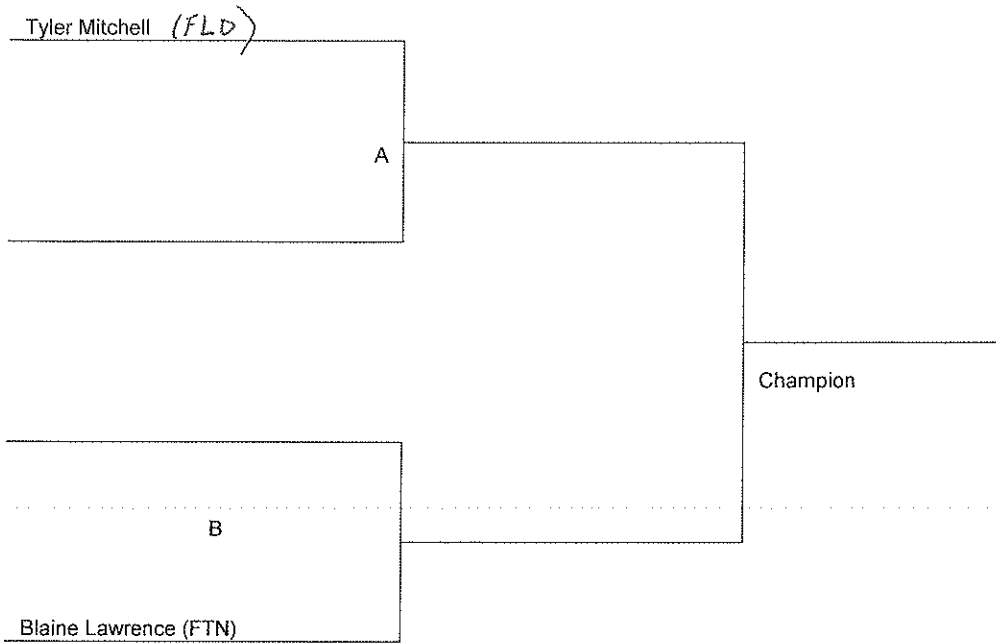 Tyler Mitchell (FLD)
A
Champion
B
Blaine Lawrence (FTN)